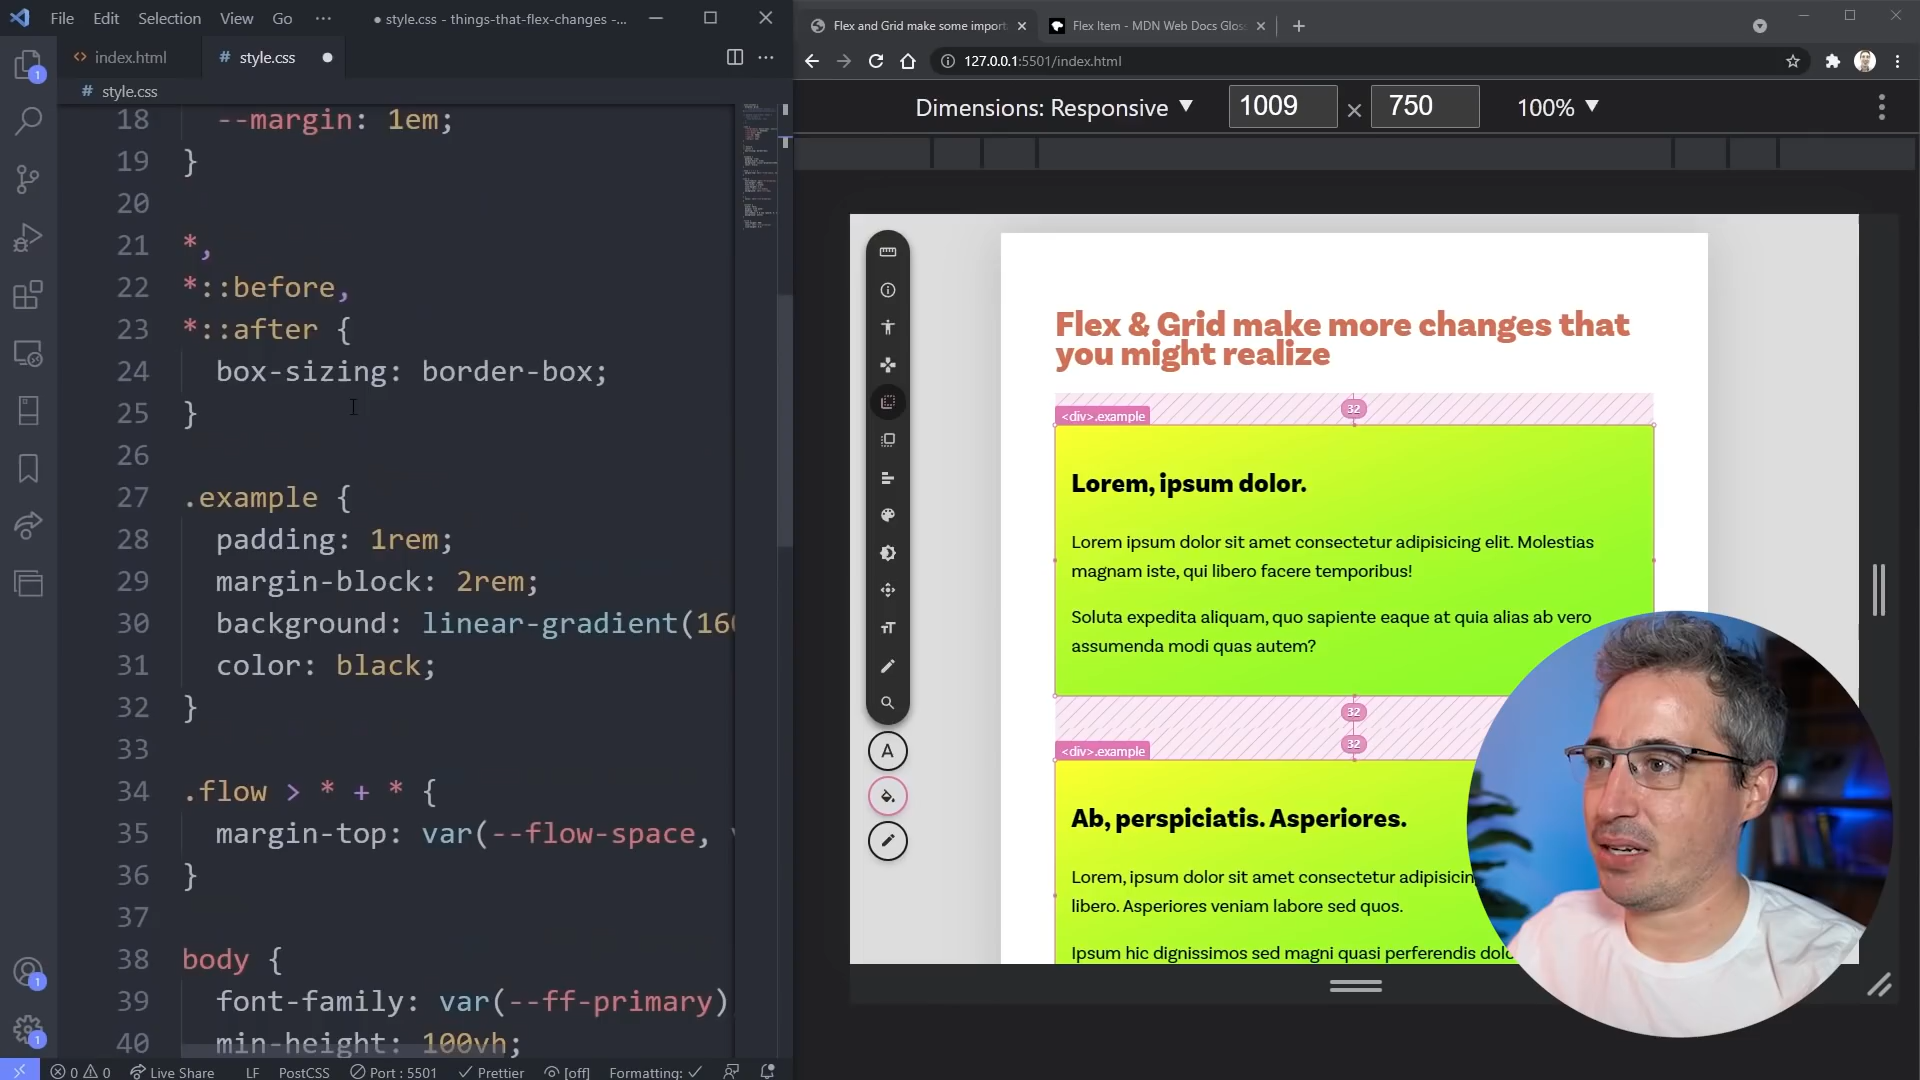 File Edit Selection View Go ··· ● style.css - things-that-flex-changes -...
index.html
# style.css ●
# style.css
18 --margin: 1em;
19 }
20
21 *,
22 *::before,
23 *::after {
24 box-sizing: border-box;
25 }
26
27 .example {
28 padding: 1rem;
29 margin-block: 2rem;
30 background: linear-gradient(160
31 color: black;
32 }
33
34 .flow > * + * {
35 margin-top: var(--flow-space,
36 }
37
38 body {
39 font-family: var(--ff-primary)
40 min-height: 100vh;
1
1
1
0 0 Live Share LF PostCSS Port : 5501 Prettier [off] Formatting:
Flex and Grid make some import
Flex Item - MDN Web Docs Glos
127.0.0.1:5501/index.html
Dimensions: Responsive ▼ 1009 × 750 100% ▼
Flex & Grid make more changes that
you might realize
32
<div>.example
Lorem, ipsum dolor.
Lorem ipsum dolor sit amet consectetur adipisicing elit. Molestias
magnam iste, qui libero facere temporibus!
Soluta expedita aliquam, quo sapiente eaque at quia alias ab vero
assumenda modi quas autem?
32
32
<div>.example
Ab, perspiciatis. Asperiores.
Lorem, ipsum dolor sit amet consectetur adipisicin
libero. Asperiores veniam labore sed quos.
Ipsum hic dignissimos sed magni quasi perferendis dolo
A